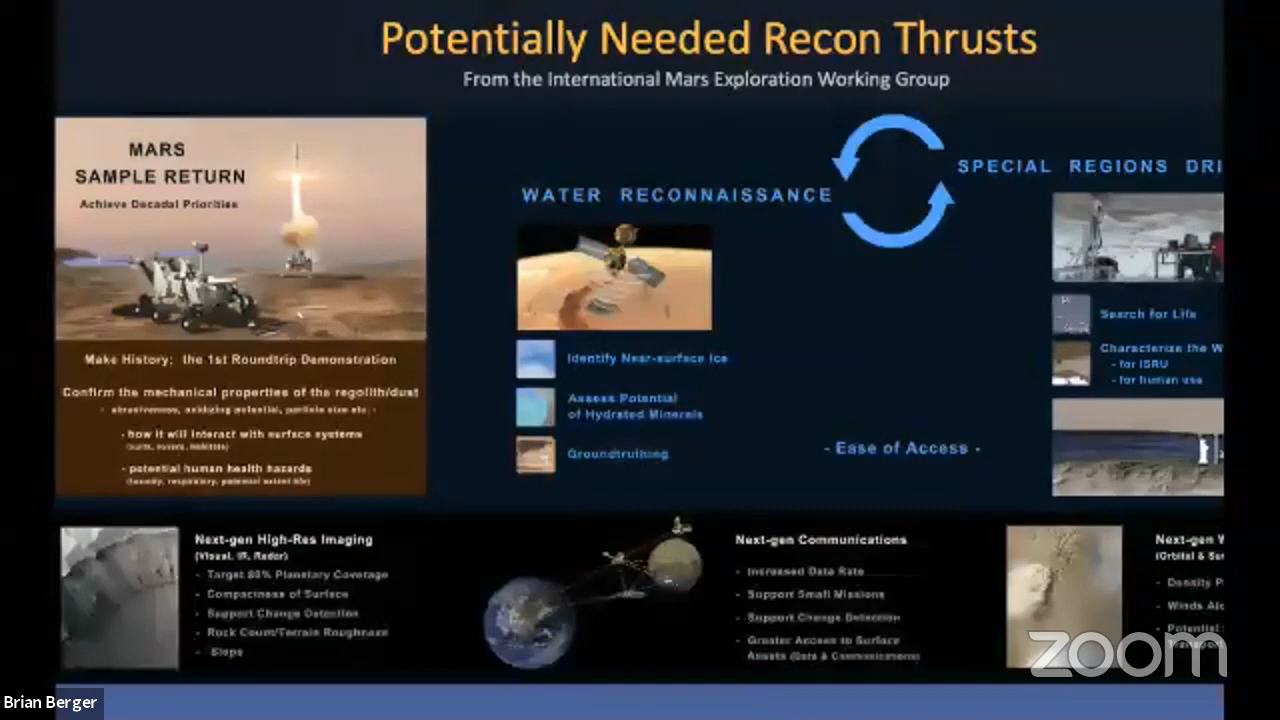 Potentially Needed Recon Thrusts
From the International Mars Exploration Working Group
MARS
SAMPLE RETURN
Achieve Decadal Priorities
Make History: the 1st Roundtrip Demonstration
Confirm the mechanical properties of the regolith/dust
- abrasiveness, oxidizing potential, particle size etc. -
- how it will interact with surface systems
(suits, rovers, habitats)
- potential human health hazards
(toxicity, respiratory, potential extant life)
WATER RECONNAISSANCE
Identify Near-surface Ice
Assess Potential
of Hydrated Minerals
Groundtruthing
- Ease of Access -
SPECIAL REGIONS DRI
Search for Life
Characterize the W
- for ISRU
- for human use
Next-gen High-Res Imaging
(Visual, IR, Radar)
- Target 80% Planetary Coverage
- Compactness of Surface
- Support Change Detection
- Rock Count/Terrain Roughness
- Slope
Next-gen Communications
- Increased Data Rate
- Support Small Missions
- Support Change Detection
- Greater Access to Surface
Assets (Data & Communications)
Next-gen W
(Orbital & Sur
- Density P
- Winds Alo
- Potential
Transport
zoom
Brian Berger